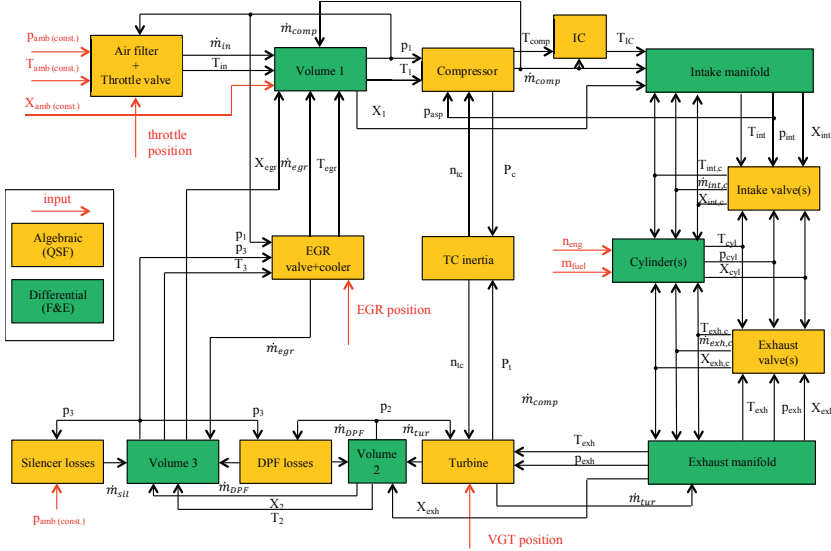 p_amb (const.)
T_amb (const.)
X_amb (const.)
Air filter
+
Throttle valve
throttle
position
ṁ_in
T_in
ṁ_comp
Volume 1
p_1
T_1
X_1
Compressor
T_comp
IC
T_IC
ṁ_comp
p_asp
Intake manifold
T_int
p_int
X_int
X_egr
ṁ_egr
T_egr
n_tc
P_c
T_int,c
ṁ_int,c
X_int,c
Intake valve(s)
input
Algebraic
(QSF)
Differential
(F&E)
p_1
p_3
T_3
EGR
valve+cooler
EGR position
TC inertia
n_eng
m_fuel
Cylinder(s)
T_cyl
p_cyl
X_cyl
ṁ_egr
n_tc
P_t
ṁ_comp
T_exh,c
ṁ_exh,c
X_exh,c
Exhaust
valve(s)
T_exh
p_exh
X_exh
p_3
p_3
p_2
ṁ_DPF
ṁ_tur
Silencer losses
Volume 3
DPF losses
Volume
2
Turbine
T_exh
p_exh
Exhaust manifold
ṁ_sil
ṁ_DPF
X_2
T_2
X_exh
ṁ_tur
p_amb (const.)
VGT position